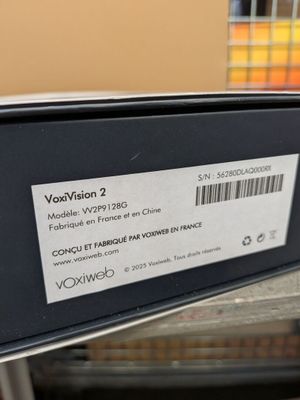 VoxiVision 2
Modèle: VV2P9128G
Fabriqué en France et en Chine
S/N : 56280DLAQ000RX
CONÇU ET FABRIQUÉ PAR VOXIWEB EN FRANCE
www.voxiweb.com
voxiweb
© 2025 Voxiweb. Tous droits réservés